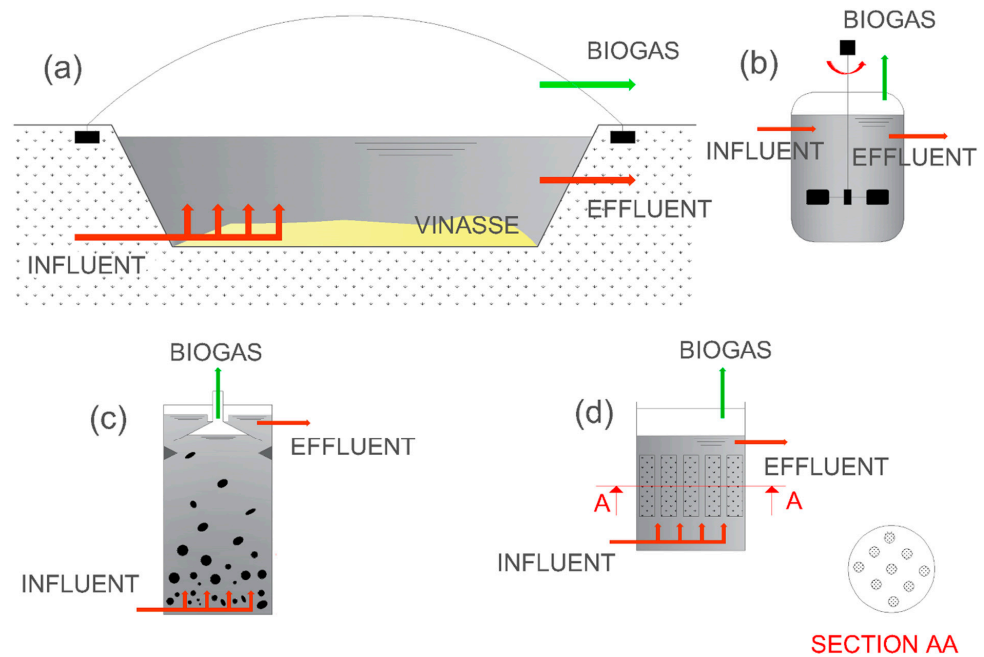 (a)
BIOGAS
EFFLUENT
VINASSE
INFLUENT
BIOGAS
(b)
INFLUENT
EFFLUENT
BIOGAS
(c)
EFFLUENT
INFLUENT
BIOGAS
(d)
EFFLUENT
A
A
INFLUENT
SECTION AA